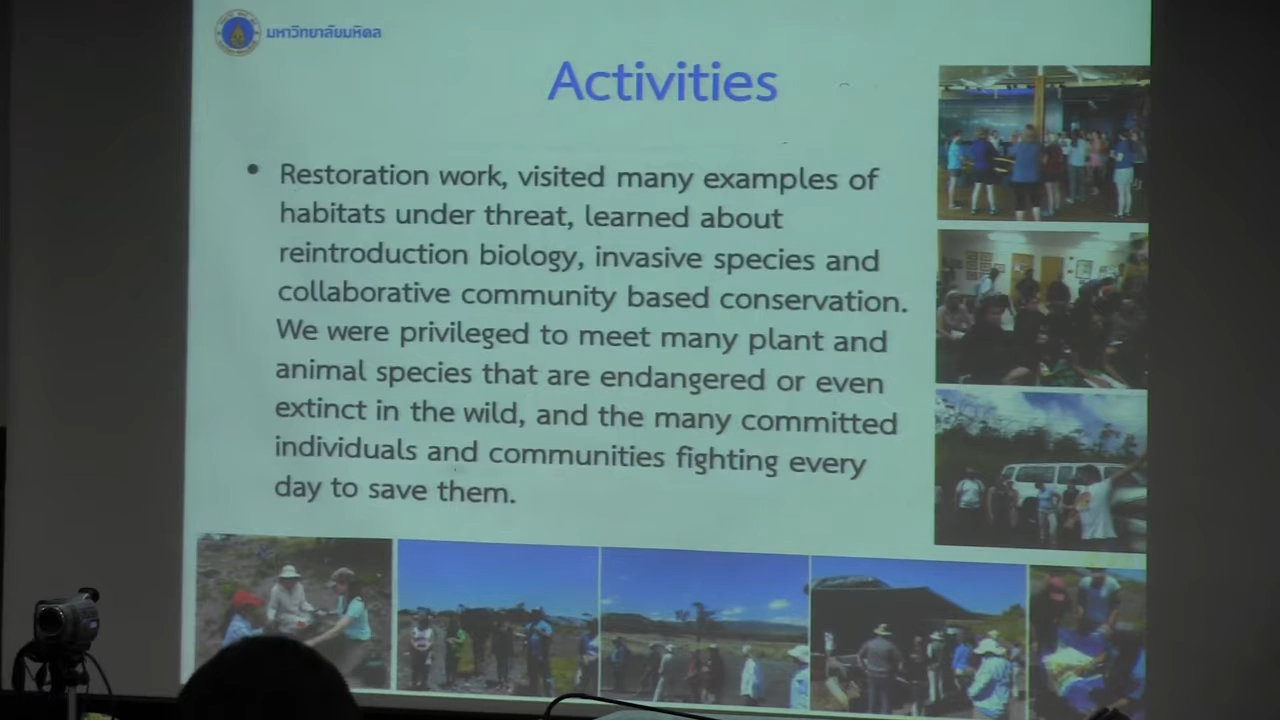 มหาวิทยาลัยมหิดล
Activities
• Restoration work, visited many examples of
habitats under threat, learned about
reintroduction biology, invasive species and
collaborative community based conservation.
We were privileged to meet many plant and
animal species that are endangered or even
extinct in the wild, and the many committed
individuals and communities fighting every
day to save them.